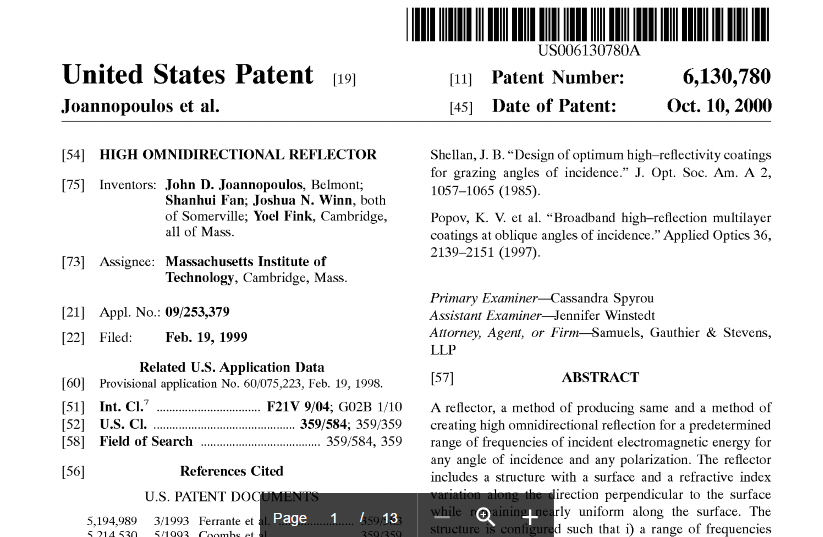 US006130780A
United States Patent [19]
Joannopoulos et al.
[11] Patent Number: 6,130,780
[45] Date of Patent: Oct. 10, 2000
[54] HIGH OMNIDIRECTIONAL REFLECTOR
[75] Inventors: John D. Joannopoulos, Belmont;
Shanhui Fan; Joshua N. Winn, both
of Somerville; Yoel Fink, Cambridge,
all of Mass.
[73] Assignee: Massachusetts Institute of
Technology, Cambridge, Mass.
[21] Appl. No.: 09/253,379
[22] Filed: Feb. 19, 1999
Related U.S. Application Data
[60] Provisional application No. 60/075,223, Feb. 19, 1998.
[51] Int. Cl.7 ............................... F21V 9/04; G02B 1/10
[52] U.S. Cl. .......................................... 359/584; 359/359
[58] Field of Search .................................... 359/584, 359
[56] References Cited
U.S. PATENT DOCUMENTS
5,194,989 3/1993 Ferrante et al.
5,214,530 5/1993 Coombs et al.
Shellan, J. B. “Design of optimum high–reflectivity coatings
for grazing angles of incidence.” J. Opt. Soc. Am. A 2,
1057–1065 (1985).
Popov, K. V. et al. “Broadband high–reflection multilayer
coatings at oblique angles of incidence.” Applied Optics 36,
2139–2151 (1997).
Primary Examiner—Cassandra Spyrou
Assistant Examiner—Jennifer Winstedt
Attorney, Agent, or Firm—Samuels, Gauthier & Stevens,
LLP
[57] ABSTRACT
A reflector, a method of producing same and a method of
creating high omnidirectional reflection for a predetermined
range of frequencies of incident electromagnetic energy for
any angle of incidence and any polarization. The reflector
includes a structure with a surface and a refractive index
variation along the direction perpendicular to the surface
while remaining nearly uniform along the surface. The
structure is configured such that i) a range of frequencies
Page 1 / 13